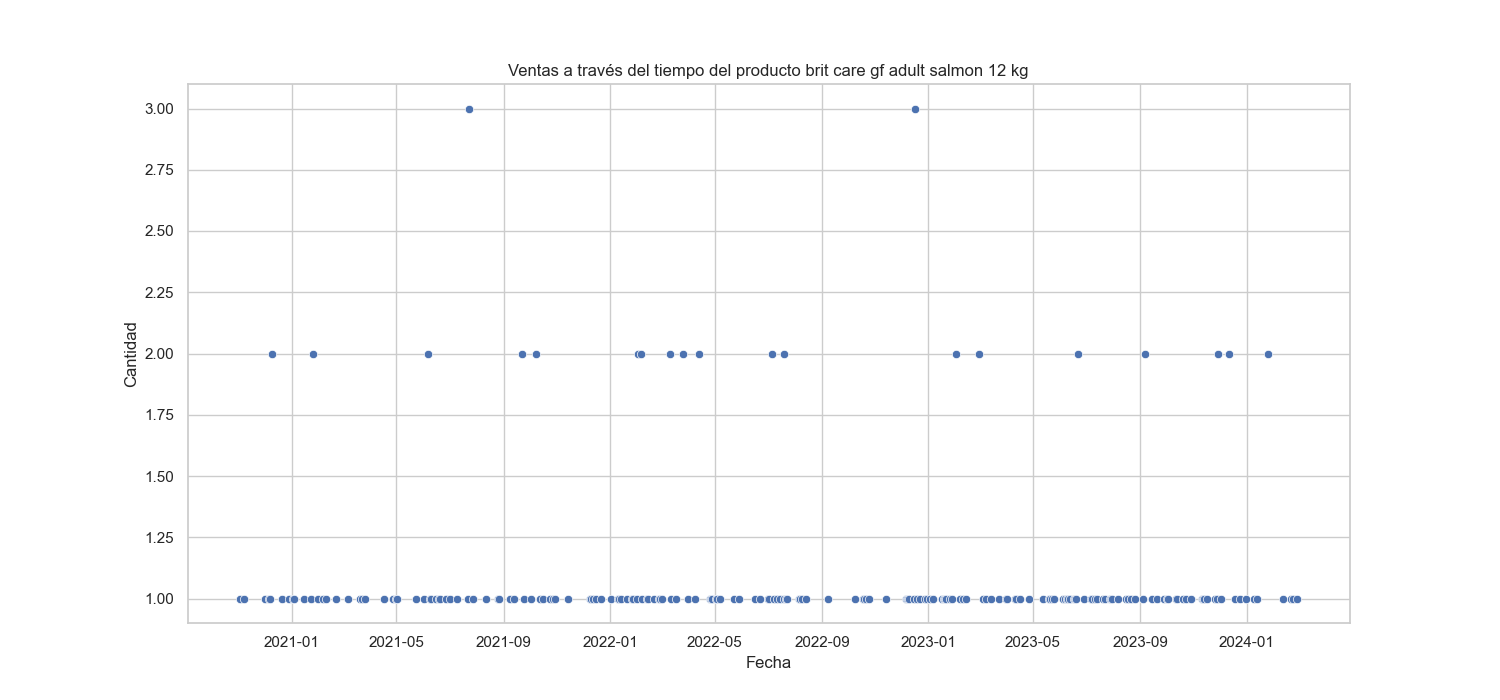 Ventas a través del tiempo del producto brit care gf adult salmon 12 kg
3.00
2.75
2.50
2.25
2.00
1.75
1.50
1.25
1.00
Cantidad
2021-01 2021-05 2021-09 2022-01 2022-05 2022-09 2023-01 2023-05 2023-09 2024-01
Fecha